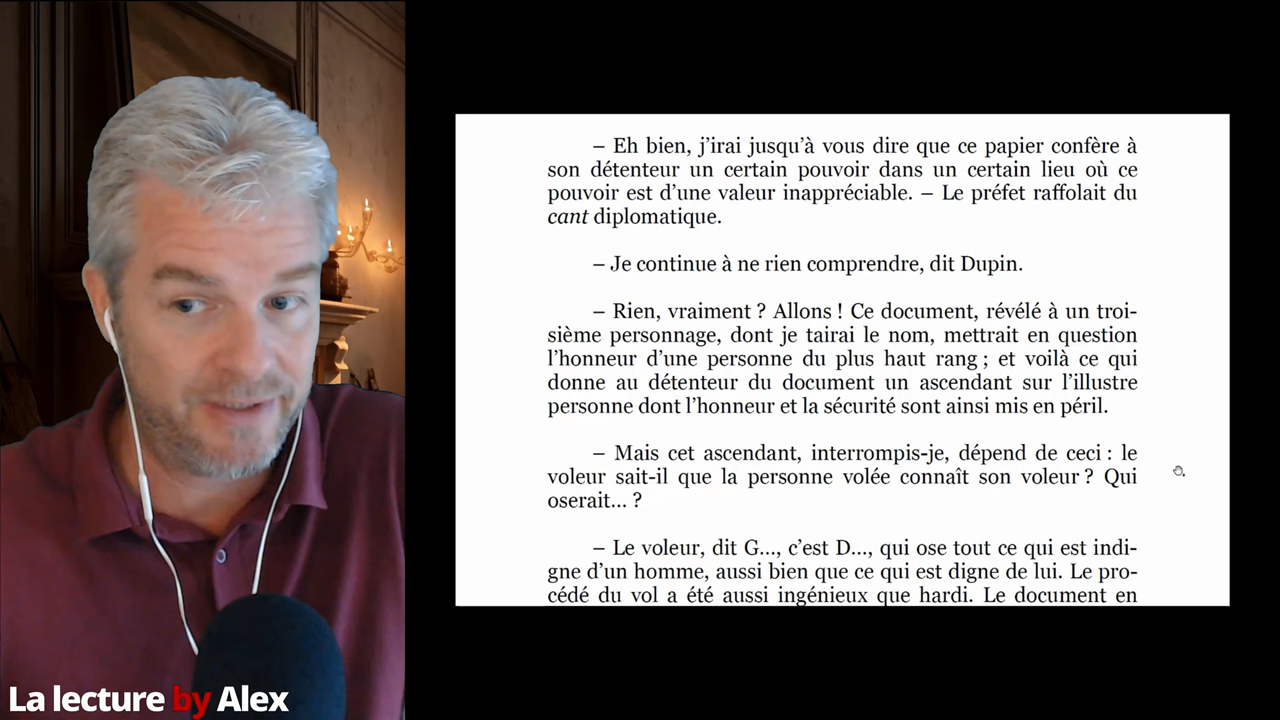 – Eh bien, j’irai jusqu’à vous dire que ce papier confère à
son détenteur un certain pouvoir dans un certain lieu où ce
pouvoir est d’une valeur inappréciable. – Le préfet raffolait du
cant diplomatique.
– Je continue à ne rien comprendre, dit Dupin.
– Rien, vraiment ? Allons ! Ce document, révélé à un troi-
sième personnage, dont je tairai le nom, mettrait en question
l’honneur d’une personne du plus haut rang ; et voilà ce qui
donne au détenteur du document un ascendant sur l’illustre
personne dont l’honneur et la sécurité sont ainsi mis en péril.
– Mais cet ascendant, interrompis-je, dépend de ceci : le
voleur sait-il que la personne volée connaît son voleur ? Qui
oserait… ?
– Le voleur, dit G…, c’est D…, qui ose tout ce qui est indi-
gne d’un homme, aussi bien que ce qui est digne de lui. Le pro-
cédé du vol a été aussi ingénieux que hardi. Le document en
La lecture by Alex